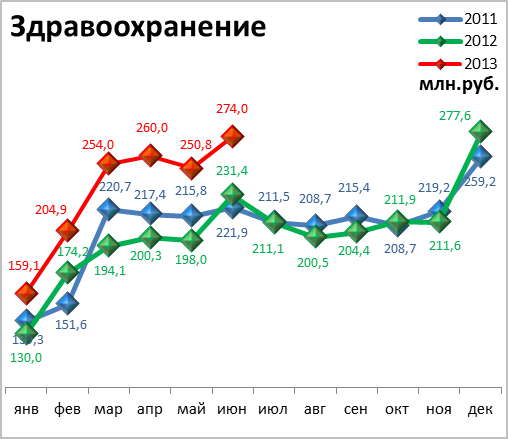 Здравоохранение
2011
2012
2013
млн.руб.
277,6
274,0
260,0
254,0
250,8
231,4
220,7
217,4
215,8
211,5
208,7
215,4
211,9
219,2
259,2
204,9
174,2
194,1
200,3
198,0
221,9
211,1
200,5
204,4
208,7
211,6
159,1
151,6
130,0
янв
фев
мар
апр
май
июн
июл
авг
сен
окт
ноя
дек